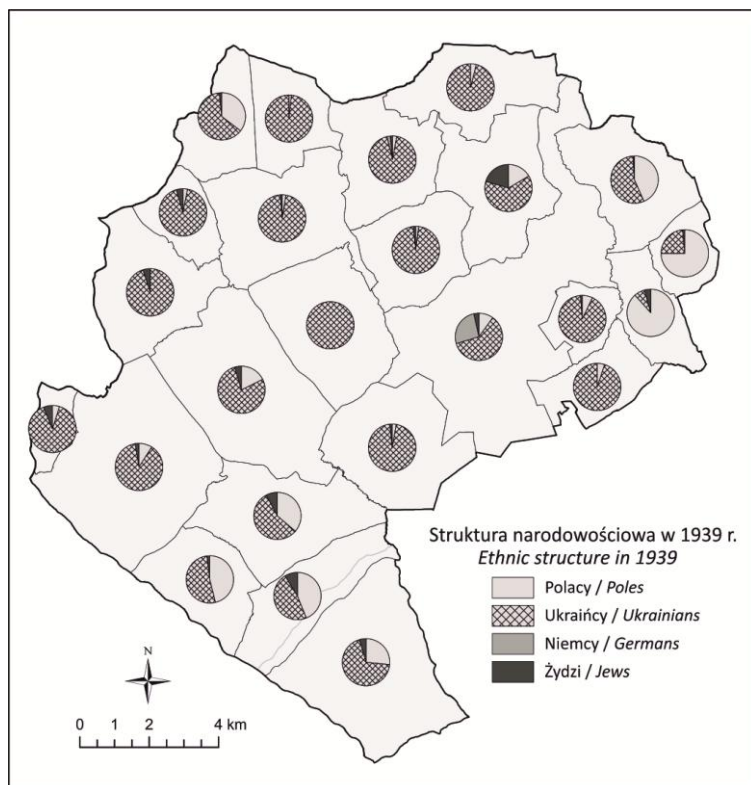 Struktura narodowościowa w 1939 r.
Ethnic structure in 1939
Polacy / Poles
Ukraińcy / Ukrainians
Niemcy / Germans
Żydzi / Jews
N
0 1 2 4 km